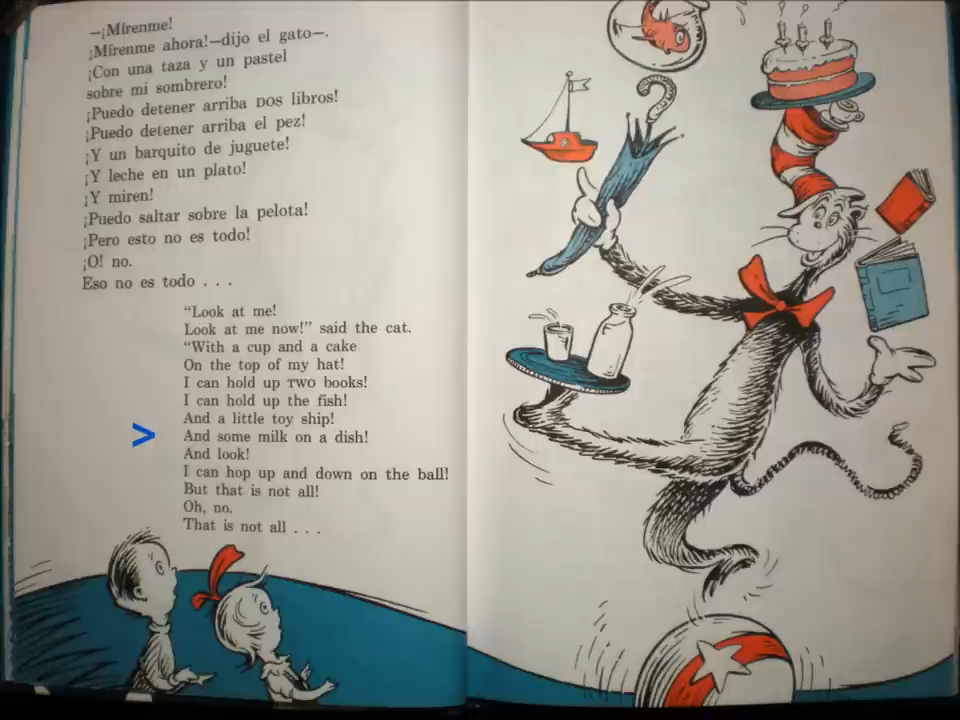 —¡Mírenme!
¡Mírenme ahora!—dijo el gato—.
¡Con una taza y un pastel
sobre mi sombrero!
¡Puedo detener arriba DOS libros!
¡Puedo detener arriba el pez!
¡Y un barquito de juguete!
¡Y leche en un plato!
¡Y miren!
¡Puedo saltar sobre la pelota!
¡Pero esto no es todo!
¡O! no.
Eso no es todo . . .
"Look at me!
Look at me now!" said the cat.
"With a cup and a cake
On the top of my hat!
I can hold up TWO books!
I can hold up the fish!
And a little toy ship!
> And some milk on a dish!
And look!
I can hop up and down on the ball!
But that is not all!
Oh, no.
That is not all . . .